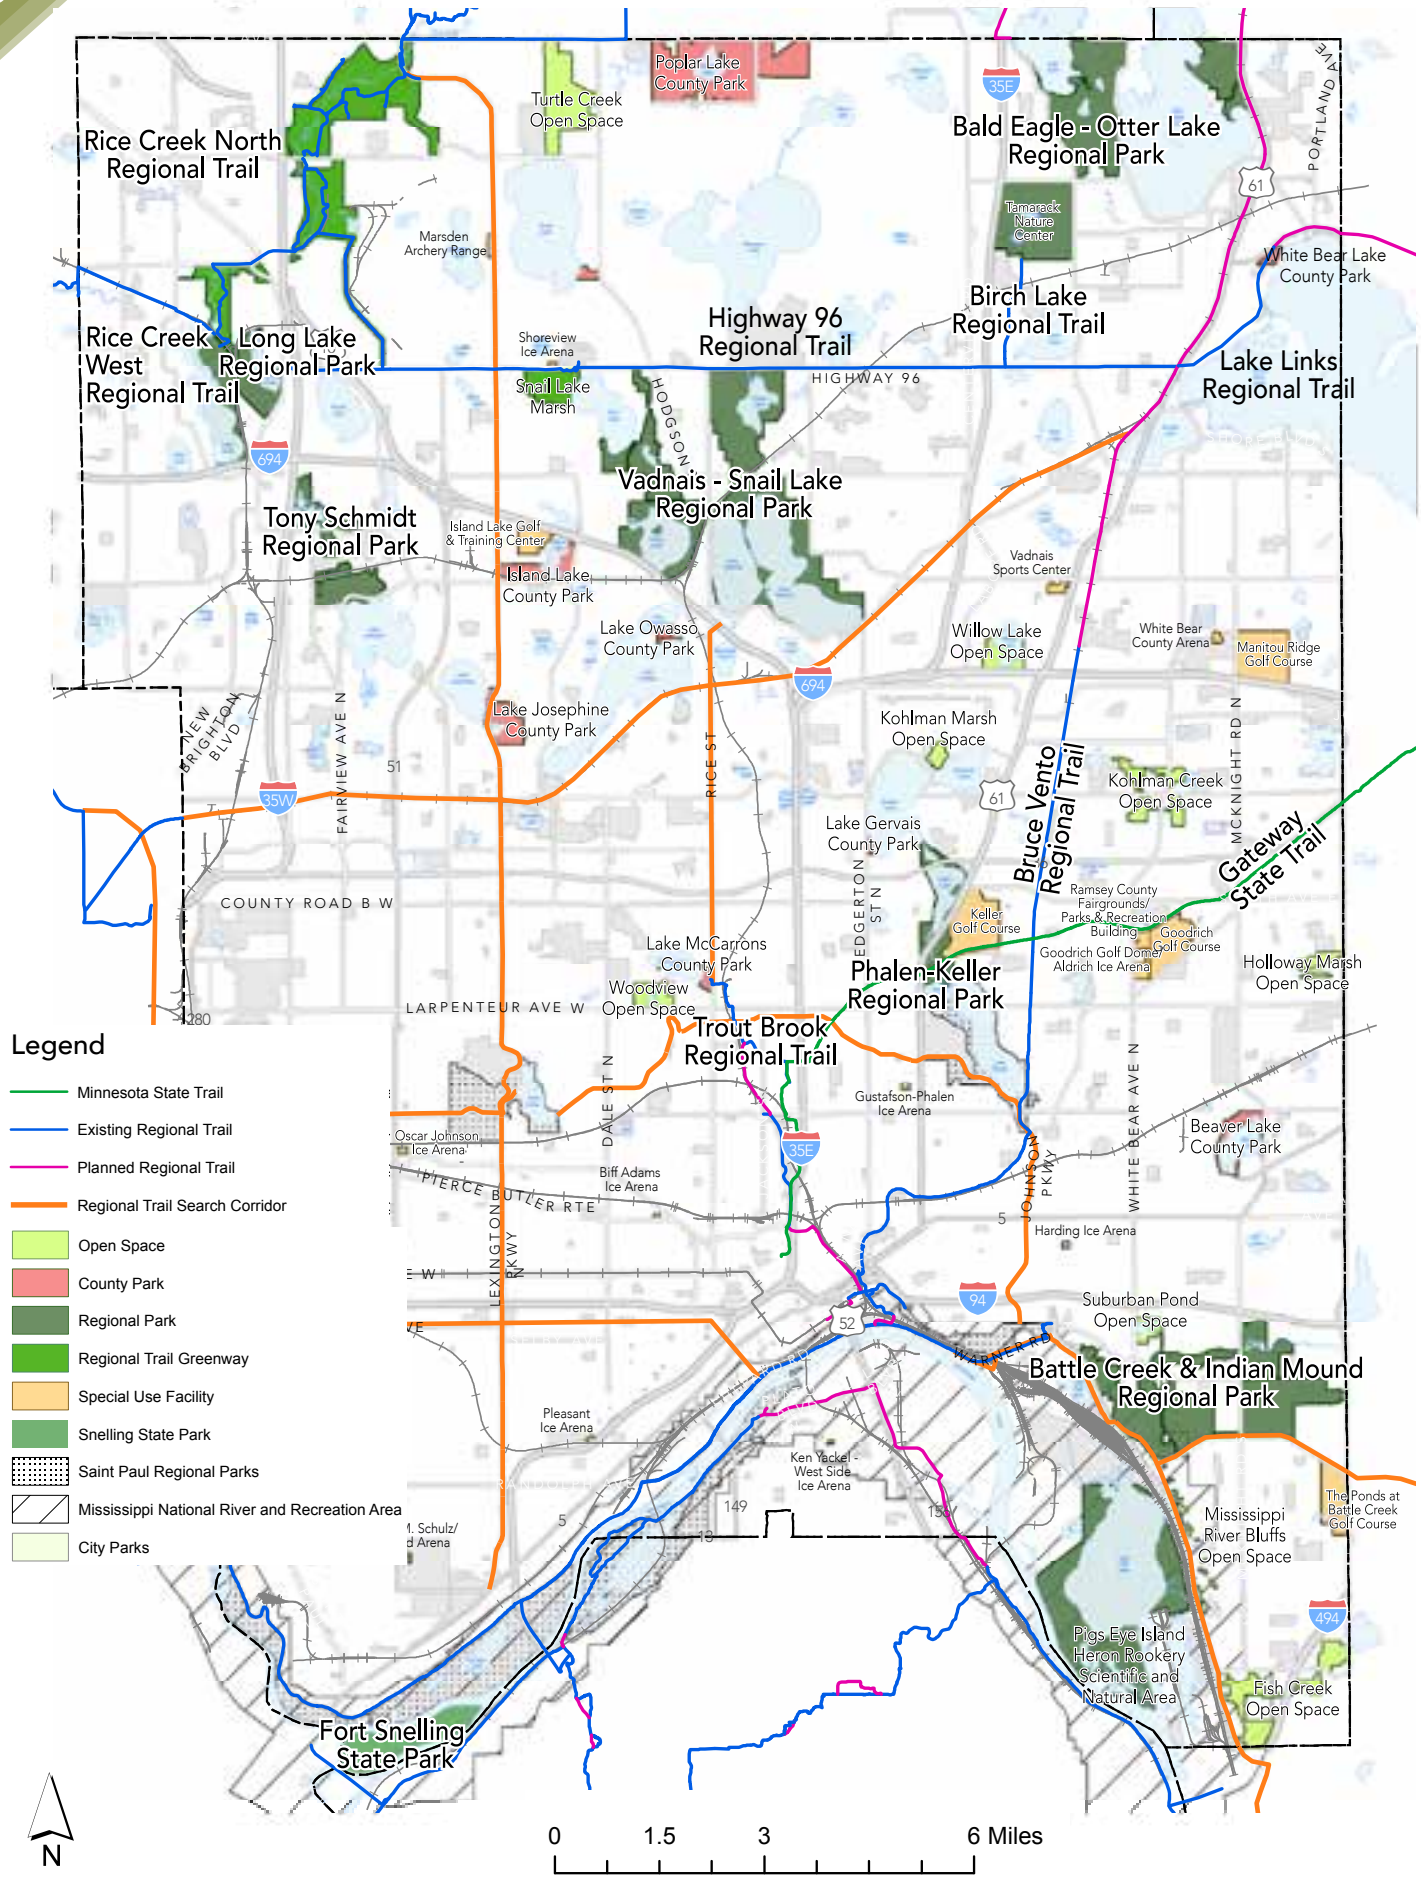 Poplar Lake
County Park
35E
PORTLAND AVE
Turtle Creek
Open Space
Rice Creek North
Regional Trail
Bald Eagle - Otter Lake
Regional Park
61
Tamarack
Nature
Center
Marsden
Archery Range
White Bear Lake
County Park
Birch Lake
Regional Trail
Highway 96
Regional Trail
Rice Creek
West
Regional Trail
Long Lake
Regional Park
Shoreview
Ice Arena
Snail Lake
Marsh
HIGHWAY 96
HODGSON
Lake Links
Regional Trail
694
Vadnais - Snail Lake
Regional Park
Tony Schmidt
Regional Park
Island Lake Golf
& Training Center
Island Lake
County Park
Vadnais
Sports Center
Lake Owasso
County Park
Willow Lake
Open Space
White Bear
County Arena
Manitou Ridge
Golf Course
694
NEW
BRIGHTON
BLVD
FAIRVIEW AVE N
Lake Josephine
County Park
RICE ST
Kohlman Marsh
Open Space
MCKNIGHT RD N
51
35W
61
Bruce Vento
Regional Trail
Kohlman Creek
Open Space
Lake Gervais
County Park
Gateway
State Trail
EDGERTON
ST N
COUNTY ROAD B W
Keller
Golf Course
Ramsey County
Fairgrounds/
Parks & Recreation
Building
Goodrich
Golf Course
Goodrich Golf Dome/
Aldrich Ice Arena
Lake McCarrons
County Park
Phalen-Keller
Regional Park
Holloway Marsh
Open Space
Woodview
Open Space
LARPENTEUR AVE W
280
Trout Brook
Regional Trail
DALE ST N
WHITE BEAR AVE N
Gustafson-Phalen
Ice Arena
Oscar Johnson
Ice Arena
35E
Beaver Lake
County Park
PIERCE BUTLER RTE
Biff Adams
Ice Arena
LEXINGTON
PKWY N
JOHNSON
PKWY
5
Harding Ice Arena
E W
94
52
Suburban Pond
Open Space
VE
WARNER RD
Battle Creek & Indian Mound
Regional Park
Pleasant
Ice Arena
Ken Yackel -
West Side
Ice Arena
149
156
5
13
The Ponds at
Battle Creek
Golf Course
Mississippi
River Bluffs
Open Space
M. Schulz/
d Arena
494
Pigs Eye Island
Heron Rookery
Scientific and
Natural Area
Fish Creek
Open Space
Fort Snelling
State Park
Legend
Minnesota State Trail
Existing Regional Trail
Planned Regional Trail
Regional Trail Search Corridor
Open Space
County Park
Regional Park
Regional Trail Greenway
Special Use Facility
Snelling State Park
Saint Paul Regional Parks
Mississippi National River and Recreation Area
City Parks
N
0 1.5 3 6 Miles